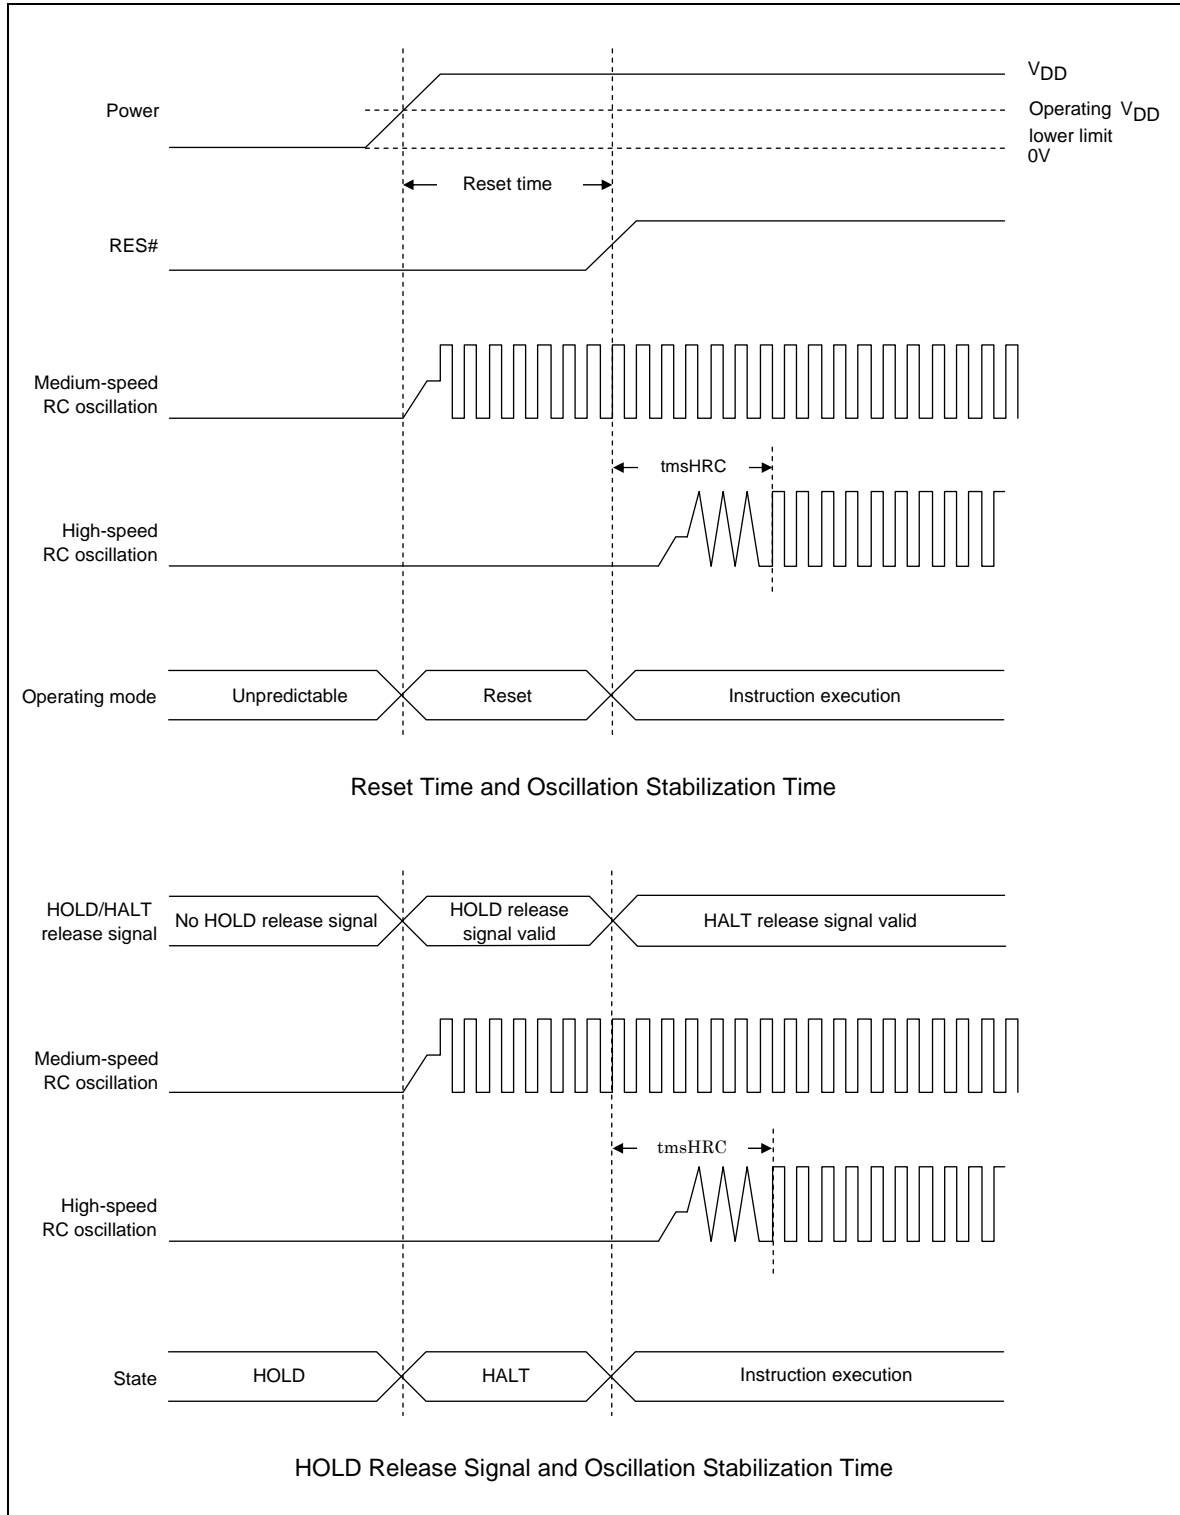 VDD
Power
Operating VDD
lower limit
0V
Reset time
RES#
Medium-speed
RC oscillation
tmsHRC
High-speed
RC oscillation
Operating mode
Unpredictable
Reset
Instruction execution
Reset Time and Oscillation Stabilization Time
HOLD/HALT
release signal
No HOLD release signal
HOLD release
signal valid
HALT release signal valid
Medium-speed
RC oscillation
tmsHRC
High-speed
RC oscillation
State
HOLD
HALT
Instruction execution
HOLD Release Signal and Oscillation Stabilization Time